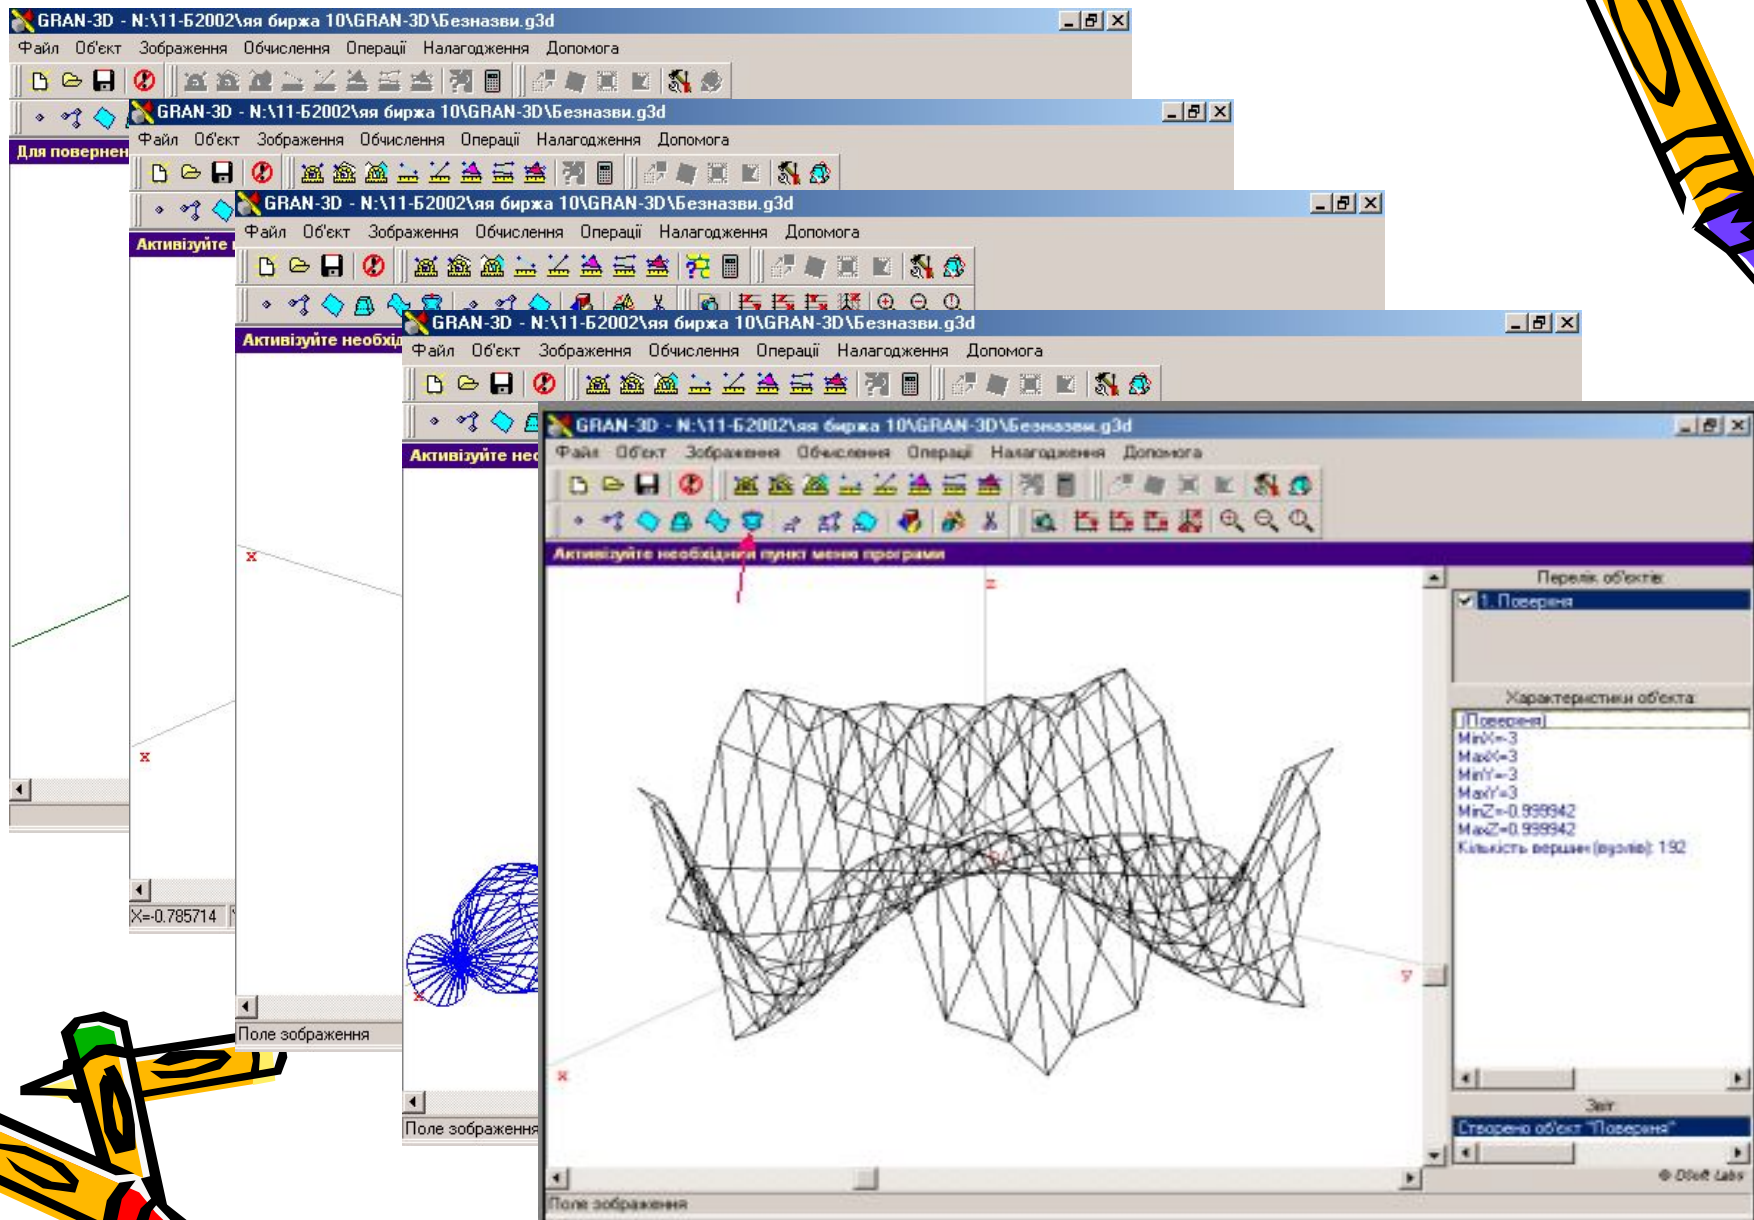 GRAN-3D - N:\11-Б2002\яя биржа 10\GRAN-3D\Безназви.g3d
Файл Об'єкт Зображення Обчислення Операції Налагодження Допомога
Для повернен
GRAN-3D - N:\11-Б2002\яя биржа 10\GRAN-3D\Безназви.g3d
Файл Об'єкт Зображення Обчислення Операції Налагодження Допомога
Активізуйте
X
X=-0.785714
GRAN-3D - N:\11-Б2002\яя биржа 10\GRAN-3D\Безназви.g3d
Файл Об'єкт Зображення Обчислення Операції Налагодження Допомога
Активізуйте необхід
X
Поле зображення
GRAN-3D - N:\11-Б2002\яя биржа 10\GRAN-3D\Безназви.g3d
Файл Об'єкт Зображення Обчислення Операції Налагодження Допомога
Активізуйте нео
X
Поле зображення
GRAN-3D - N:\11-Б2002\яя биржа 10\GRAN-3D\Безназви.g3d
Файл Об'єкт Зображення Обчислення Операції Налагодження Допомога
Активізуйте необхідний пункт меню програми
Z
Y
X
Перелік об'єктів:
1. Поверхня
Характеристики об'єкта:
(Поверхня)
MinX=-3
MaxX=3
MinY=-3
MaxY=3
MinZ=-0.999942
MaxZ=0.999942
Кількість вершин (вузлів): 192
Звіт:
Створено об'єкт "Поверхня"
© DSoft Labs
Поле зображення